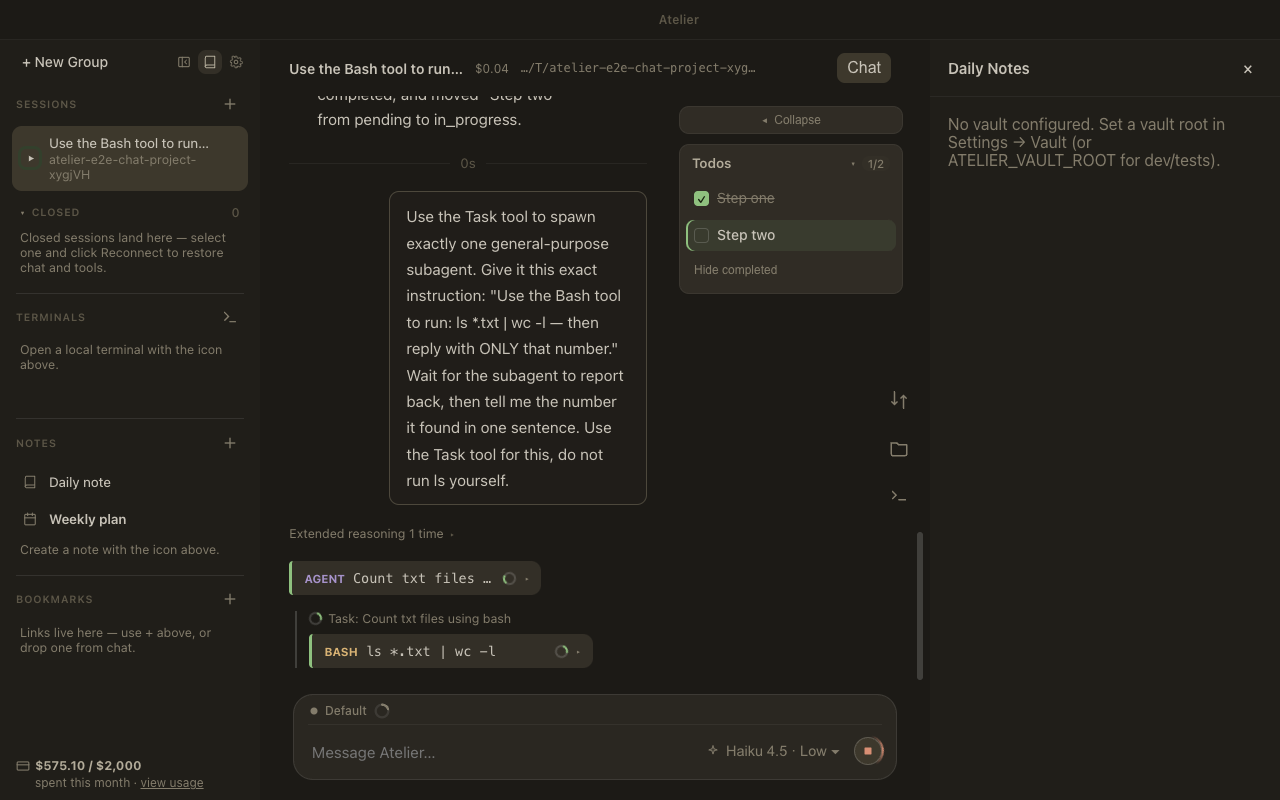 Atelier
+ New Group
SESSIONS
Use the Bash tool to run...
atelier-e2e-chat-project-
xygjVH
CLOSED
0
Closed sessions land here — select
one and click Reconnect to restore
chat and tools.
TERMINALS
Open a local terminal with the icon
above.
NOTES
Daily note
Weekly plan
Create a note with the icon above.
BOOKMARKS
Links live here — use + above, or
drop one from chat.
$575.10 / $2,000
spent this month · view usage
Use the Bash tool to run...
$0.04
…/T/atelier-e2e-chat-project-xyg…
Chat
completed, and moved "Step two"
from pending to in_progress.
0s
Use the Task tool to spawn
exactly one general-purpose
subagent. Give it this exact
instruction: "Use the Bash tool
to run: ls *.txt | wc -l — then
reply with ONLY that number."
Wait for the subagent to report
back, then tell me the number
it found in one sentence. Use
the Task tool for this, do not
run ls yourself.
Extended reasoning 1 time
AGENT Count txt files …
Task: Count txt files using bash
BASH ls *.txt | wc -l
Default
Message Atelier...
Haiku 4.5 · Low
Collapse
Todos
1/2
Step one
Step two
Hide completed
Daily Notes
×
No vault configured. Set a vault root in
Settings → Vault (or
ATELIER_VAULT_ROOT for dev/tests).